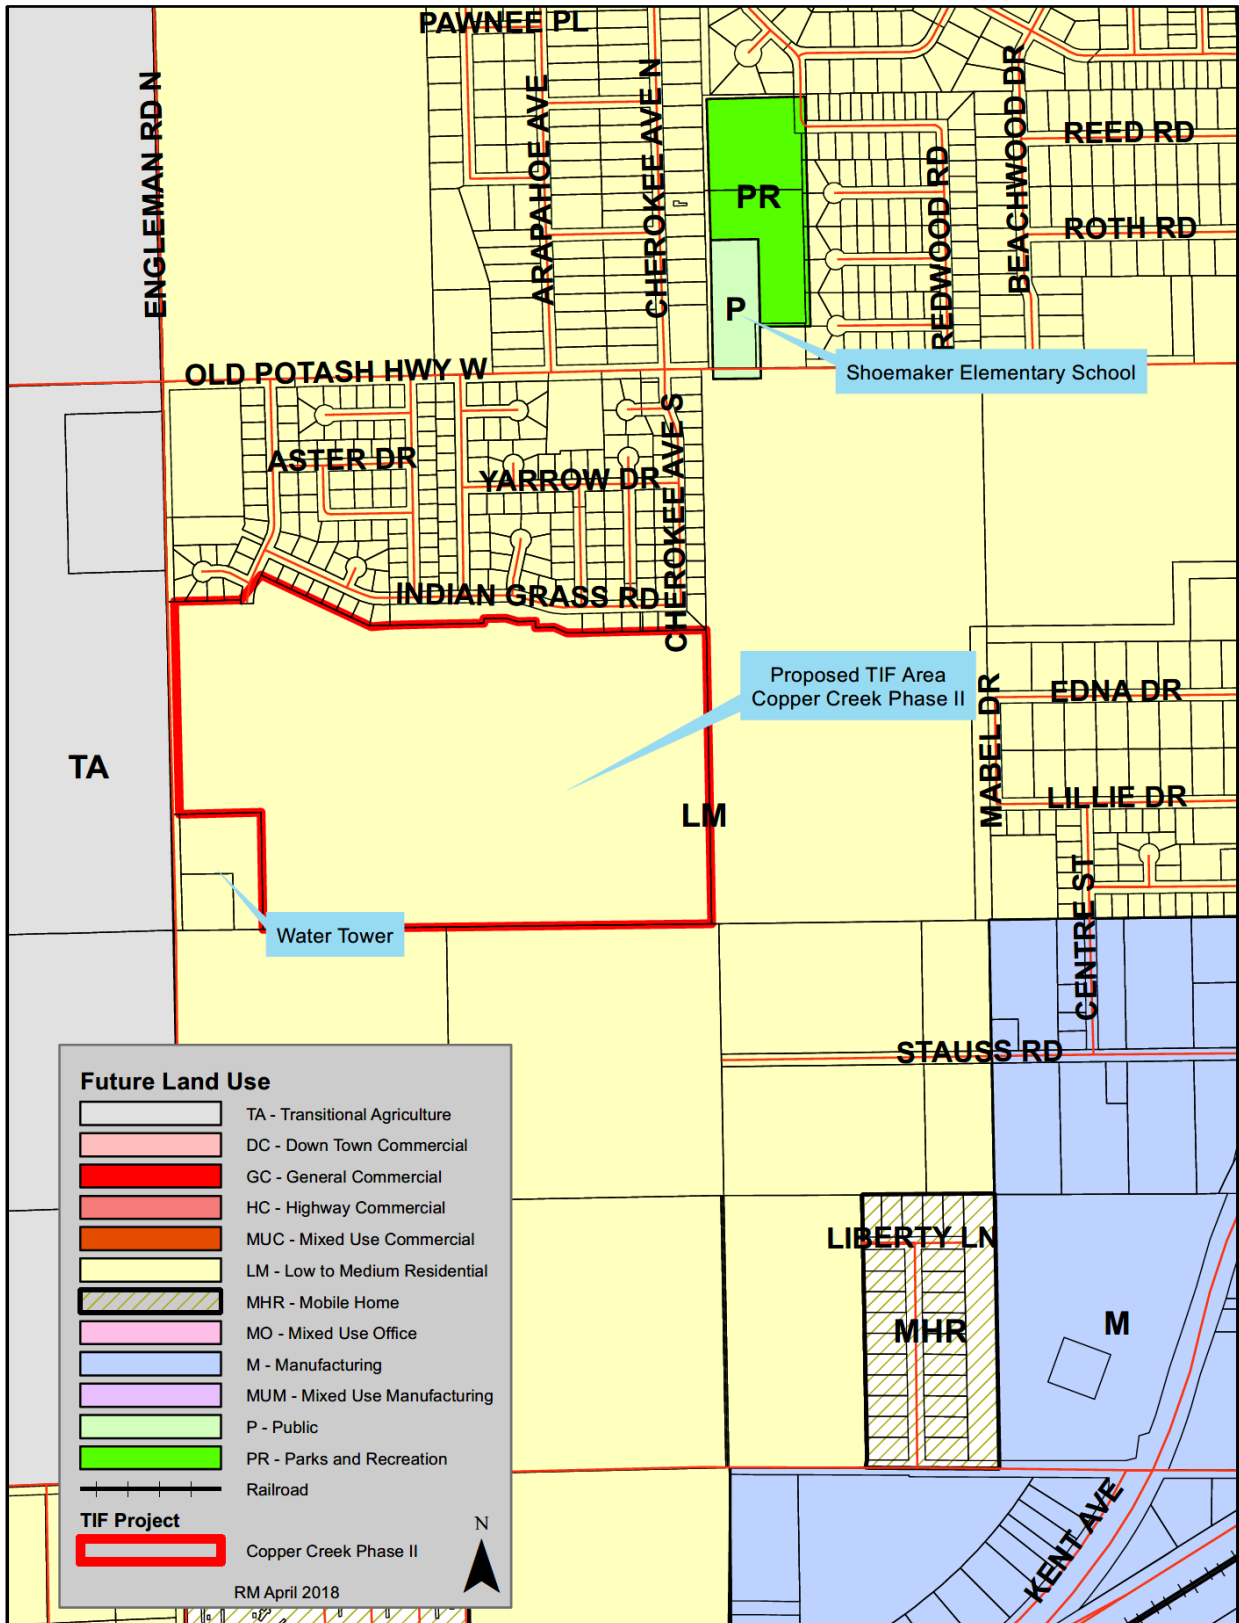 PAWNEE PL
ENGLEMAN RD N
ARAPAHOE AVE
CHEROKEE AVE N
BEACHWOOD DR
REED RD
REDWOOD RD
PR
ROTH RD
P
OLD POTASH HWY W
Shoemaker Elementary School
ASTER DR
YARROW DR
CHEROKEE AVE S
INDIAN GRASS RD
Proposed TIF Area
Copper Creek Phase II
EDNA DR
MABEL DR
TA
LILLIE DR
LM
CENTRE ST
Water Tower
STAUSS RD
LIBERTY LN
MHR
M
KENT AVE
Future Land Use
TA - Transitional Agriculture
DC - Down Town Commercial
GC - General Commercial
HC - Highway Commercial
MUC - Mixed Use Commercial
LM - Low to Medium Residential
MHR - Mobile Home
MO - Mixed Use Office
M - Manufacturing
MUM - Mixed Use Manufacturing
P - Public
PR - Parks and Recreation
Railroad
TIF Project
Copper Creek Phase II
N
RM April 2018